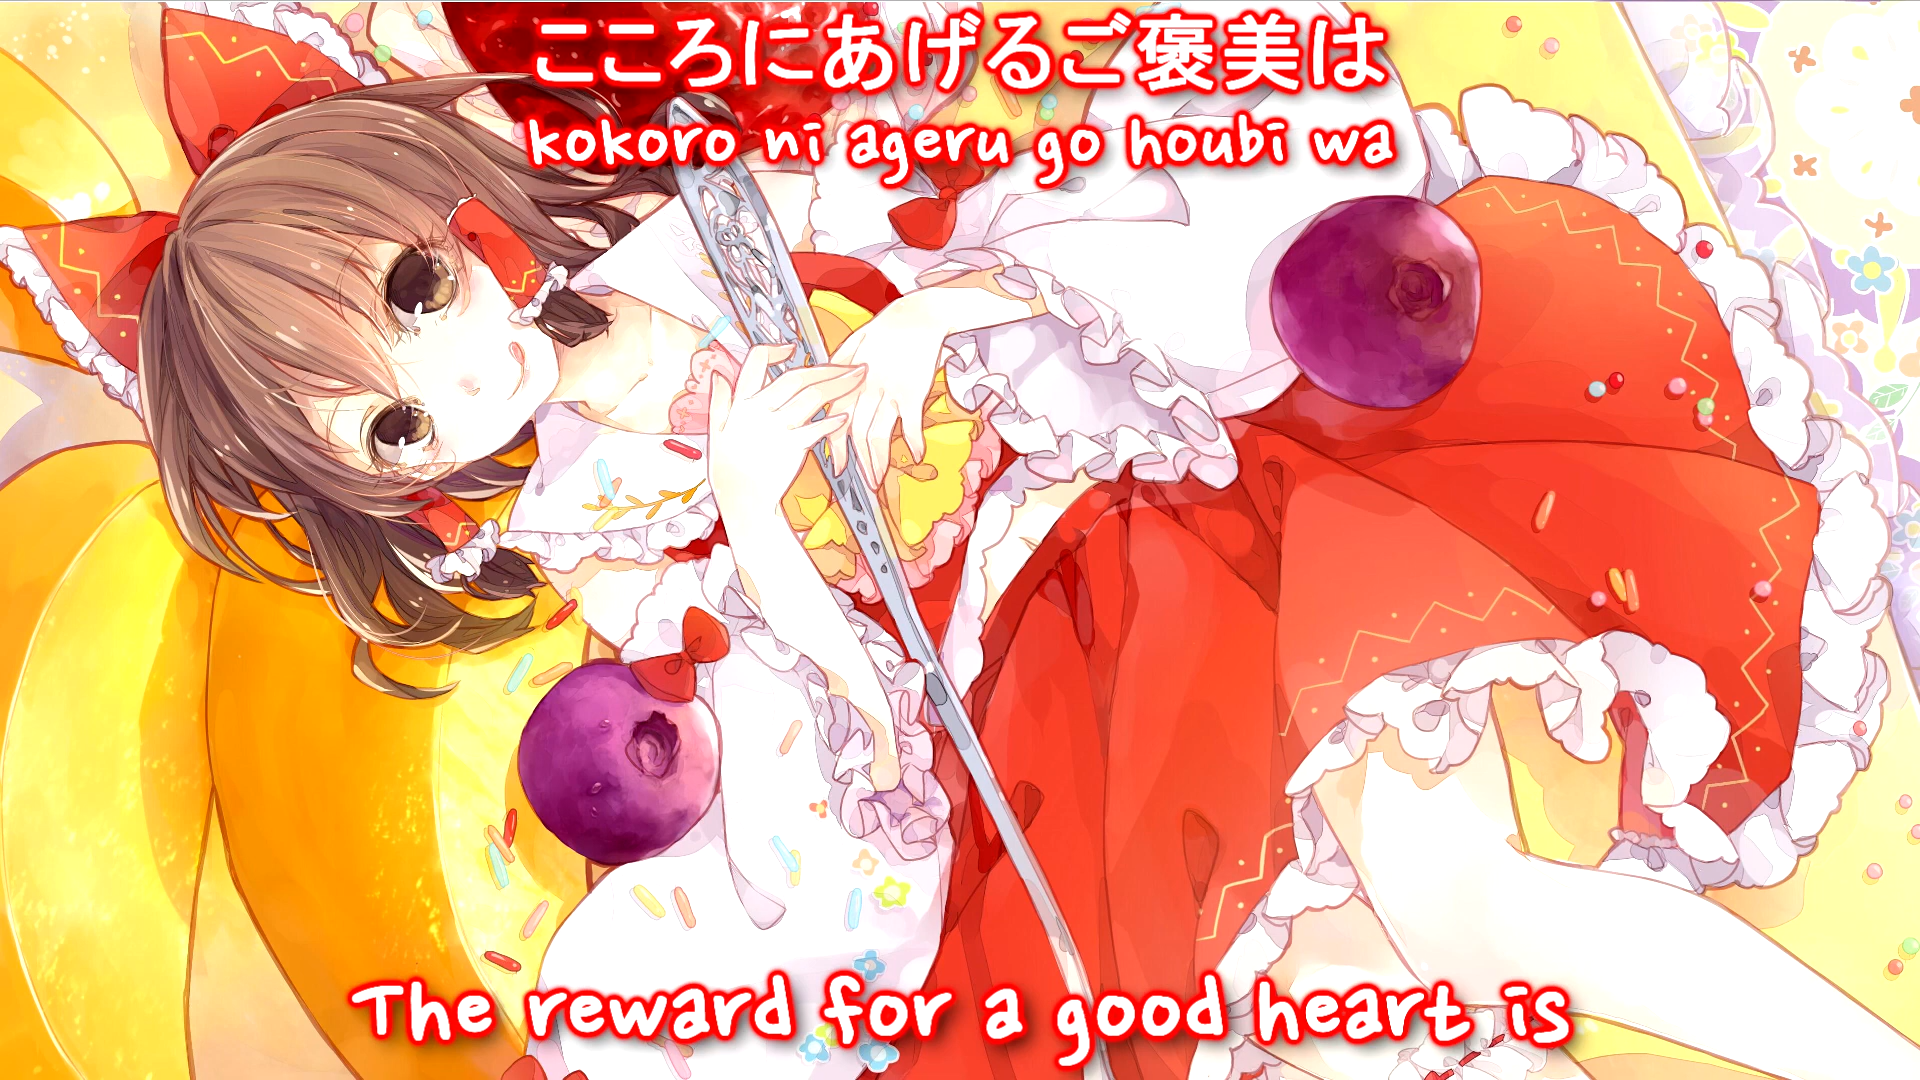 こころにあげるご褒美は
kokoro ni ageru go houbi wa
The reward for a good heart is